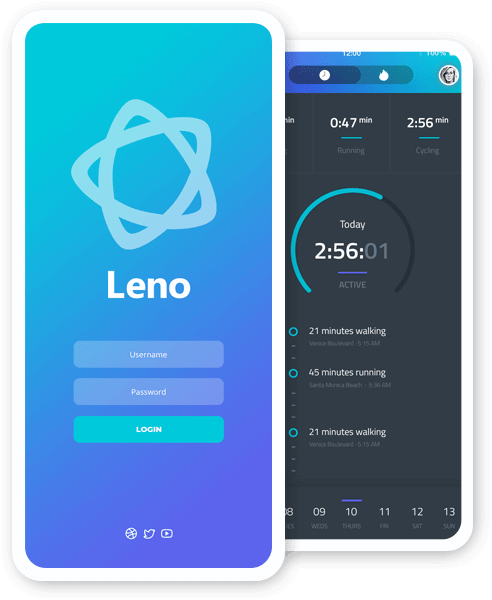 Leno
Username
Password
LOGIN
12:00
100%
min
0:47 min
2:56 min
Running
Cycling
Today
2:56:01
ACTIVE
21 minutes walking
Venice Boulevard - 5:15 AM
45 minutes running
Santa Monica Beach - 5:36 AM
21 minutes walking
Venice Boulevard - 5:15 AM
08 09 10 11 12 13
WEDS THURS FRI SAT SUN